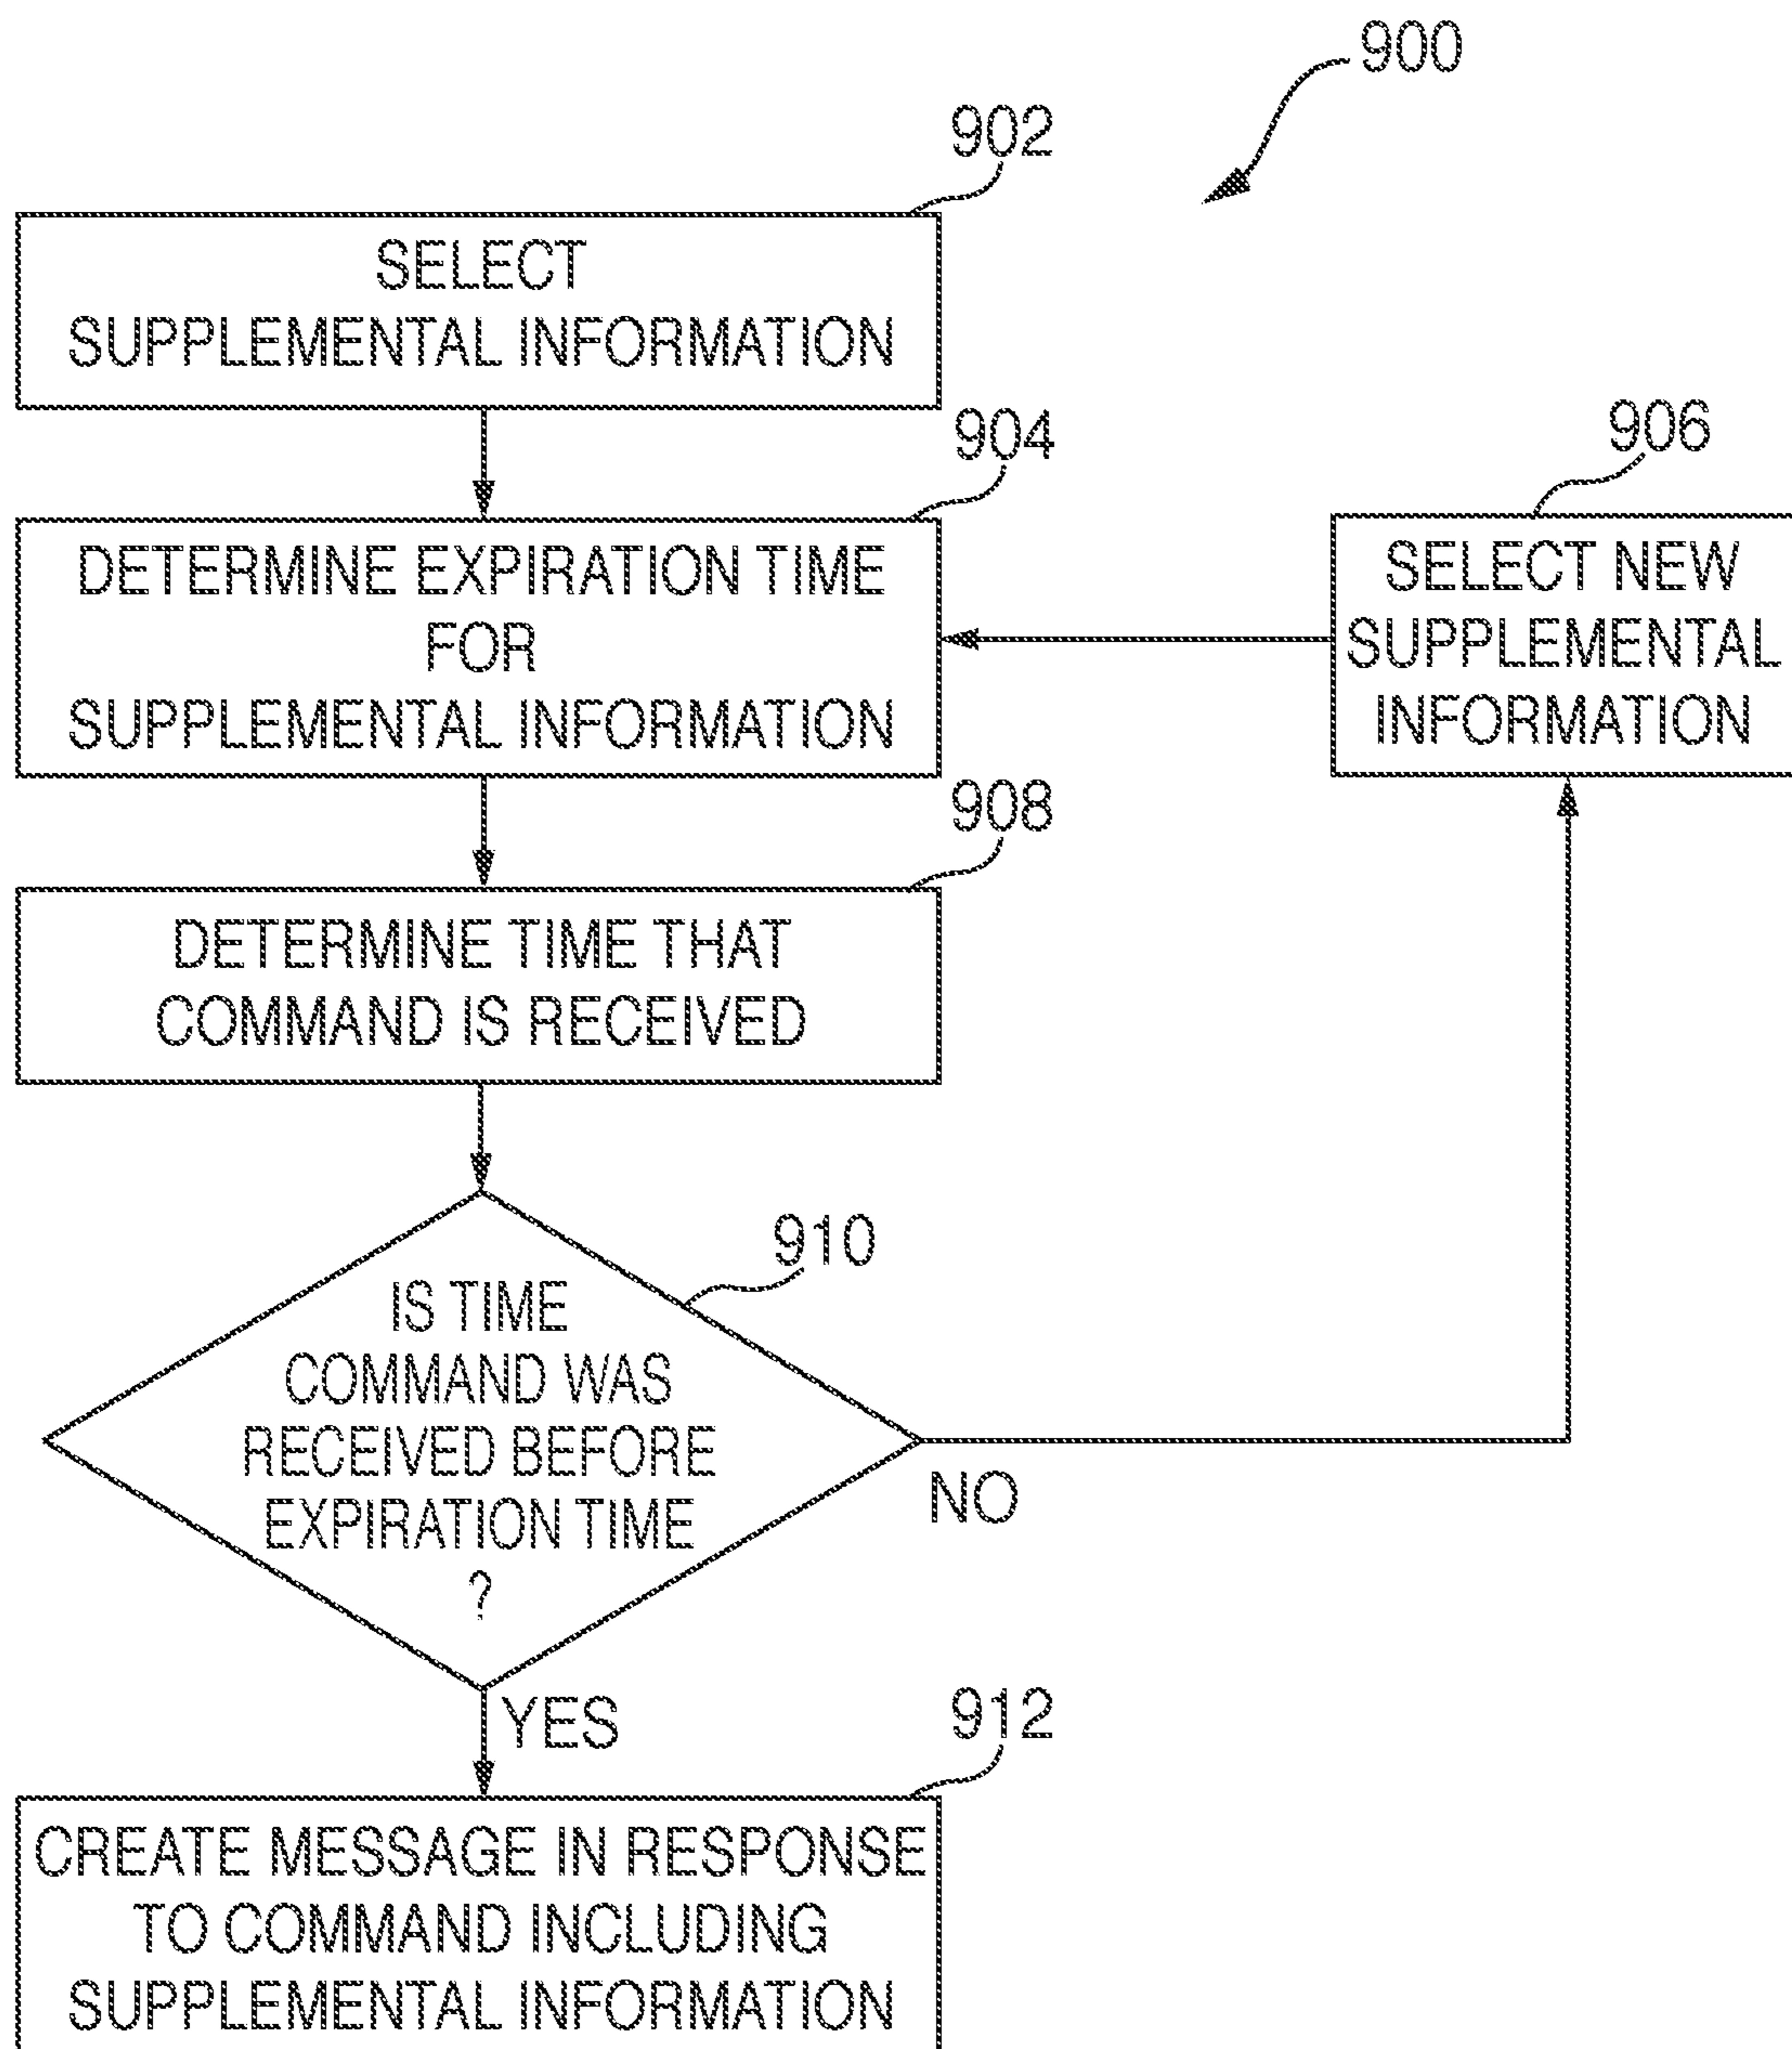 900
902
SELECT
SUPPLEMENTAL INFORMATION
904
DETERMINE EXPIRATION TIME
FOR
SUPPLEMENTAL INFORMATION
906
SELECT NEW
SUPPLEMENTAL
INFORMATION
908
DETERMINE TIME THAT
COMMAND IS RECEIVED
910
IS TIME
COMMAND WAS
RECEIVED BEFORE
EXPIRATION TIME
?
NO
YES
912
CREATE MESSAGE IN RESPONSE
TO COMMAND INCLUDING
SUPPLEMENTAL INFORMATION